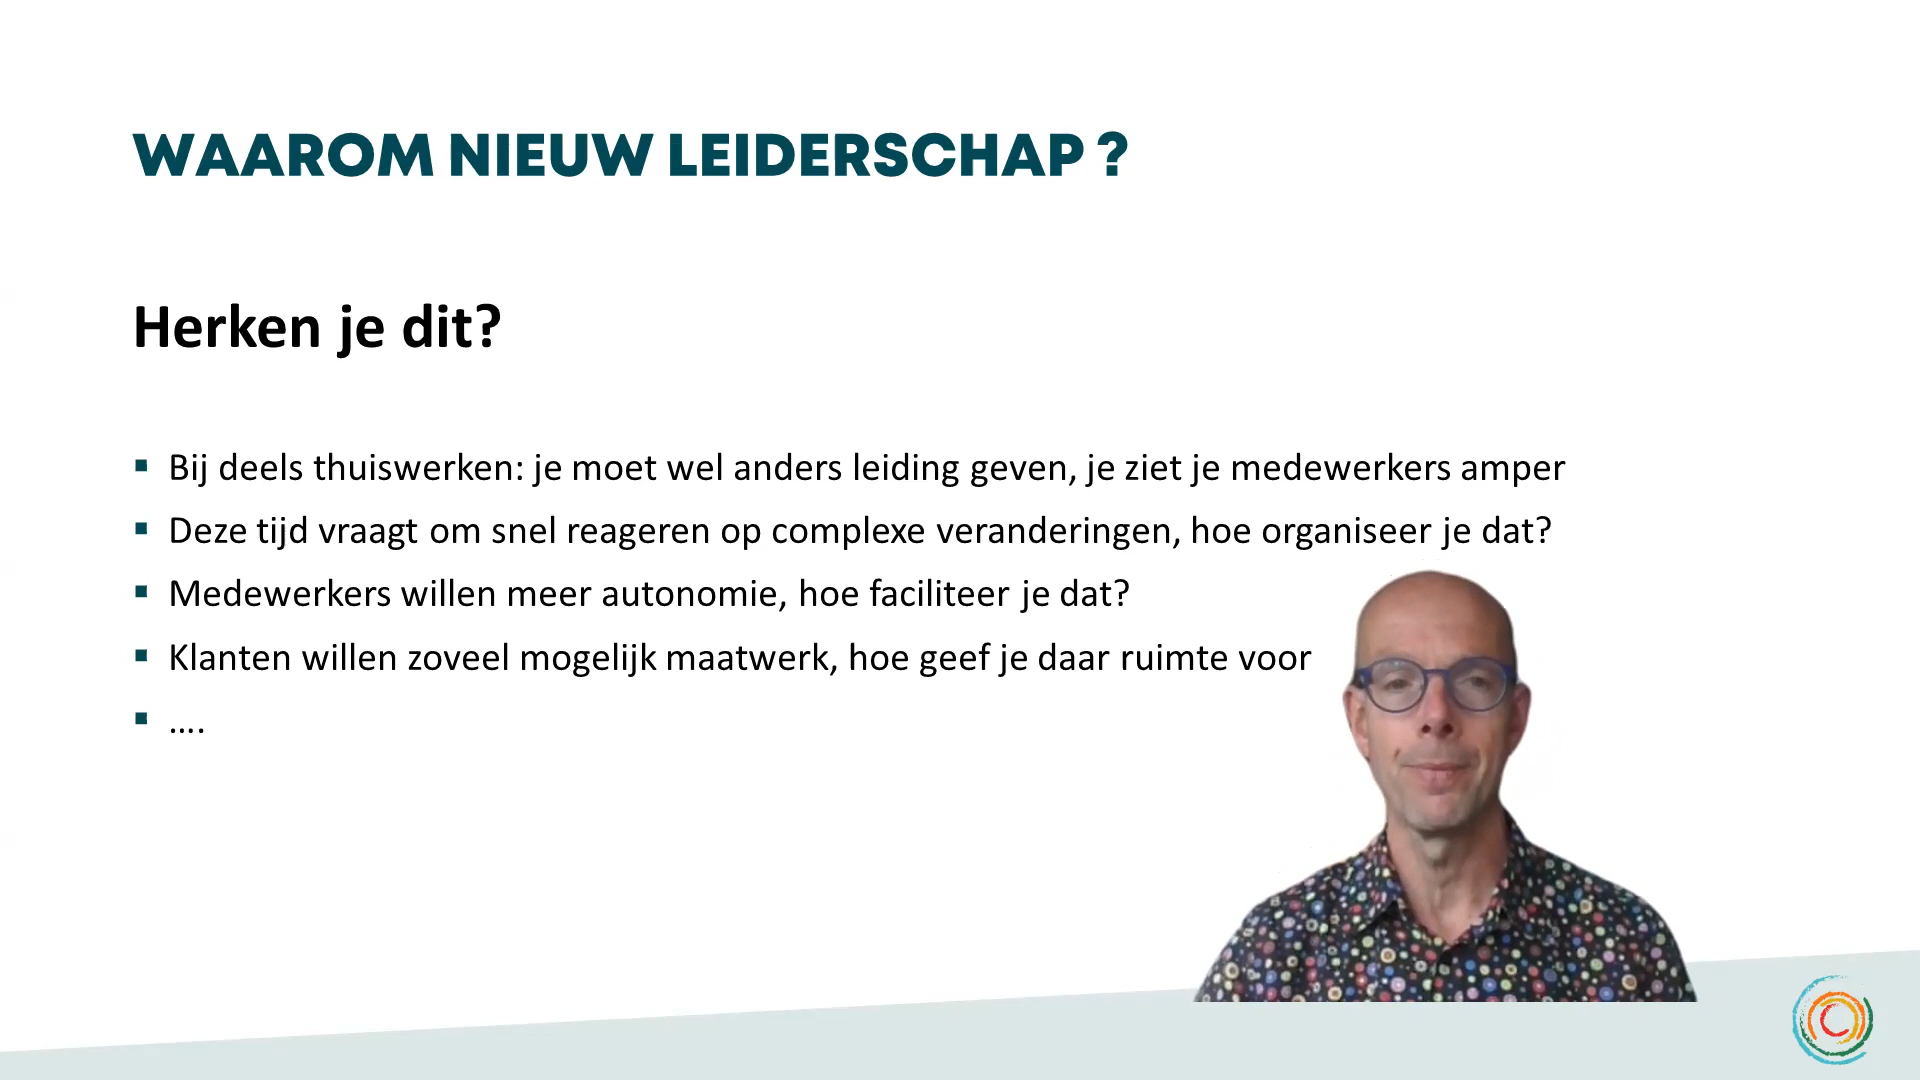 WAAROM NIEUW LEIDERSCHAP ?
Herken je dit?
▪ Bij deels thuiswerken: je moet wel anders leiding geven, je ziet je medewerkers amper
▪ Deze tijd vraagt om snel reageren op complexe veranderingen, hoe organiseer je dat?
▪ Medewerkers willen meer autonomie, hoe faciliteer je dat?
▪ Klanten willen zoveel mogelijk maatwerk, hoe geef je daar ruimte voor
▪ ....